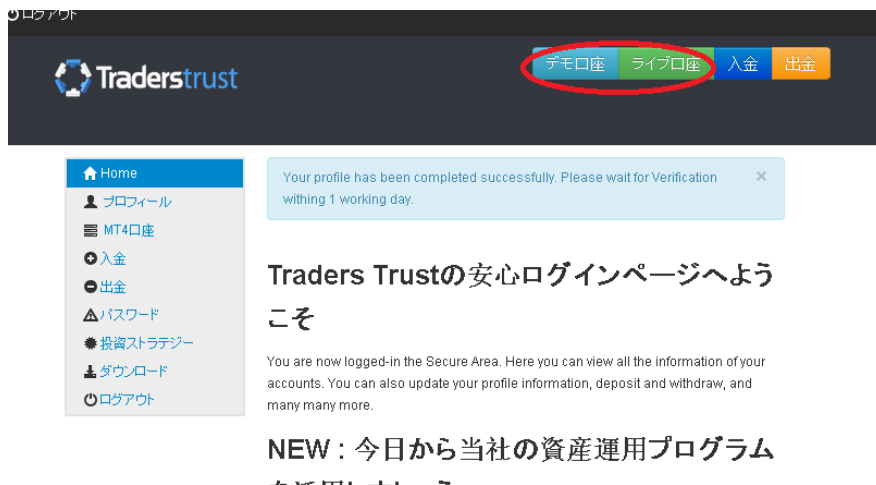 ログアウト
Traderstrust
デモ口座 ライブ口座 入金 出金
Home
プロフィール
MT4口座
入金
出金
パスワード
投資ストラテジー
ダウンロード
ログアウト
Your profile has been completed successfully. Please wait for Verification
withing 1 working day.
×
Traders Trustの安心ログインページへよう
こそ
You are now logged-in the Secure Area. Here you can view all the information of your
accounts. You can also update your profile information, deposit and withdraw, and
many many more.
NEW : 今日から当社の資産運用プログラム